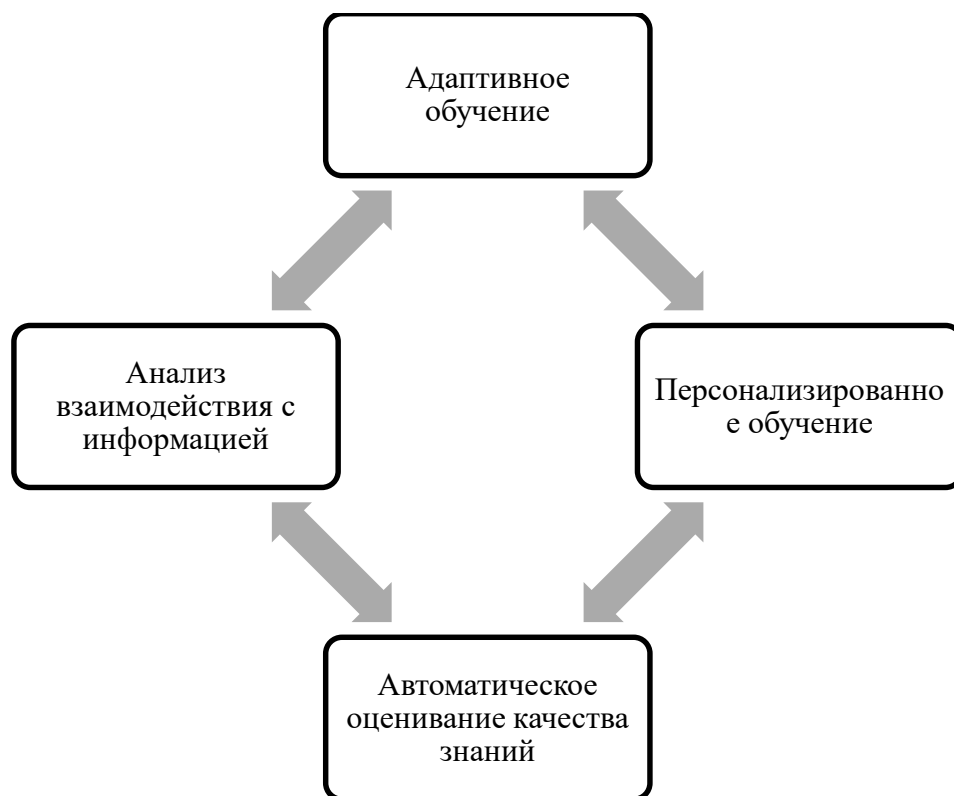 Адаптивное
обучение
Анализ
взаимодействия с
информацией
Персонализированно
е обучение
Автоматическое
оценивание качества
знаний